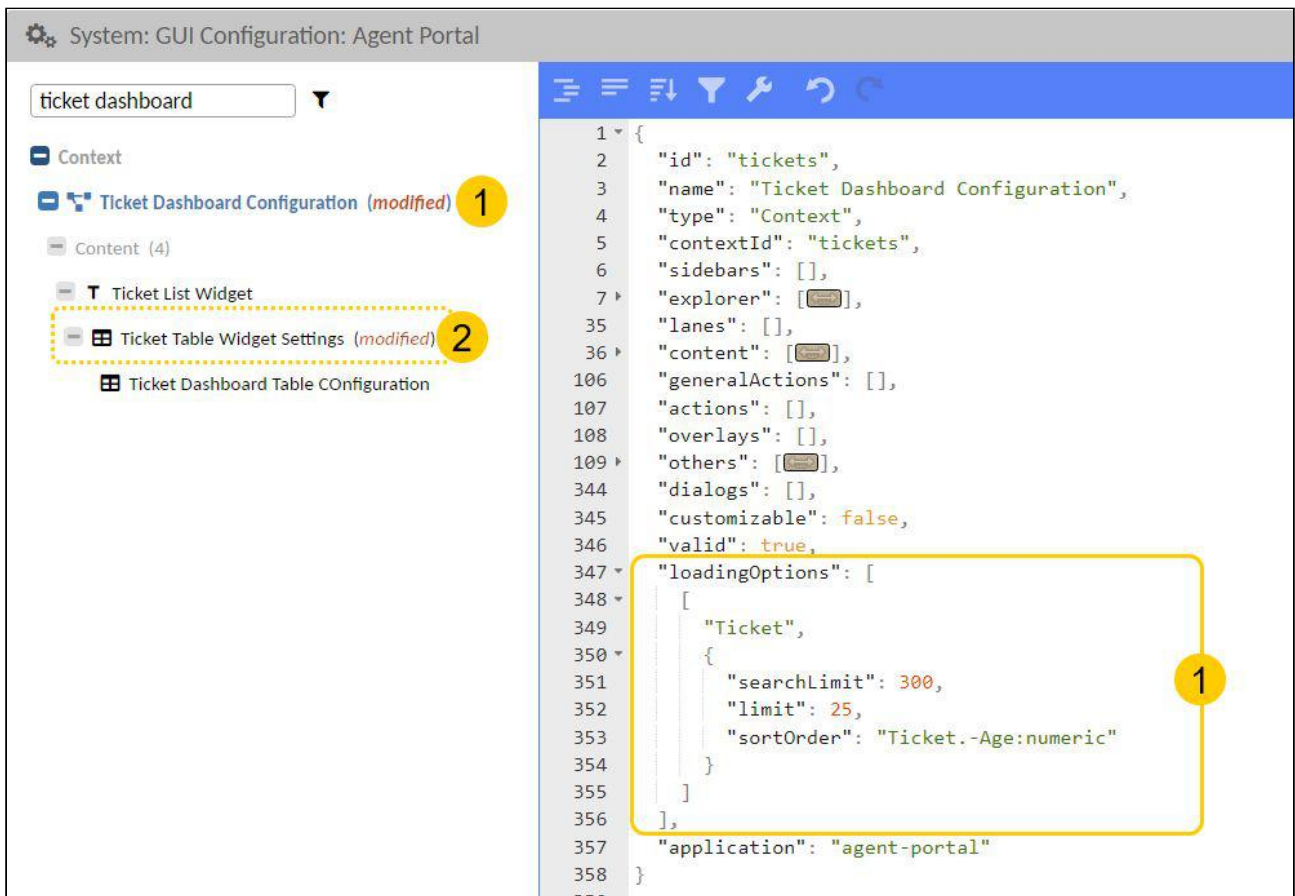 System: GUI Configuration: Agent Portal
ticket dashboard
Context
Ticket Dashboard Configuration (modified) 1
Content (4)
T Ticket List Widget
Ticket Table Widget Settings (modified) 2
Ticket Dashboard Table COnfiguration
1 {
2 "id": "tickets",
3 "name": "Ticket Dashboard Configuration",
4 "type": "Context",
5 "contextId": "tickets",
6 "sidebars": [],
7 "explorer": [],
35 "lanes": [],
36 "content": [],
106 "generalActions": [],
107 "actions": [],
108 "overlays": [],
109 "others": [],
344 "dialogs": [],
345 "customizable": false,
346 "valid": true,
347 "loadingOptions": [
348 [
349 "Ticket",
350 {
351 "searchLimit": 300,
1
352 "limit": 25,
353 "sortOrder": "Ticket.-Age:numeric"
354 }
355 ]
356 ],
357 "application": "agent-portal"
358 }